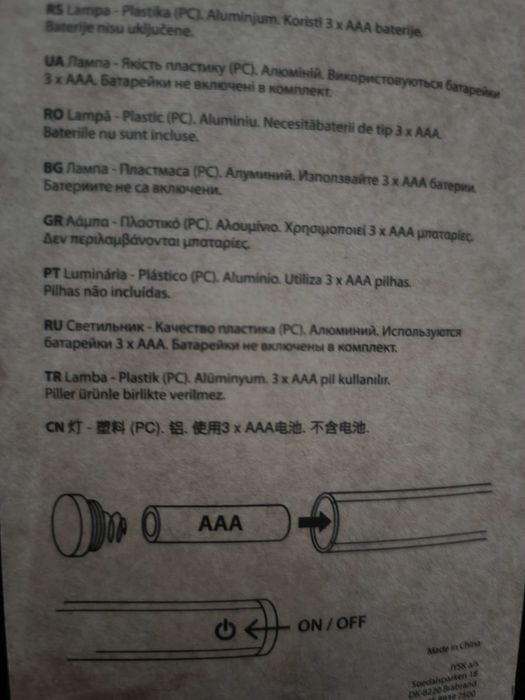 RS Lampa - Plastika (PC). Aluminjum. Koristi 3 x AAA baterije.
Baterije nisu uključene.
UA Лампа - Якість пластику (PC). Алюміній. Використовуються батарейки
3 x AAA. Батарейки не включені в комплект.
RO Lampă - Plastic (PC). Aluminiu. Necesităbaterii de tip 3 x AAA.
Bateriile nu sunt incluse.
BG Лампа - Пластмаса (PC). Алуминий. Използвайте 3 x AAA батерии.
Батериите не са включени.
GR Λάμπα - Πλαστικό (PC). Αλουμίνιο. Χρησιμοποιεί 3 x AAA μπαταρίες.
Δεν περιλαμβάνονται μπαταρίες.
PT Luminária - Plástico (PC). Alumínio. Utiliza 3 x AAA pilhas.
Pilhas não incluídas.
RU Светильник - Качество пластика (PC). Алюминий. Используются
батарейки 3 x AAA. Батарейки не включены в комплект.
TR Lamba - Plastik (PC). Alüminyum. 3 x AAA pil kullanılır.
Piller ürünle birlikte verilmez.
CN 灯 - 塑料 (PC). 铝. 使用3 x AAA电池. 不含电池.
AAA
ON / OFF
Made in China
JYSK a/s
Soedalsparken 18
DK-8220 Brabrand
8939 7500